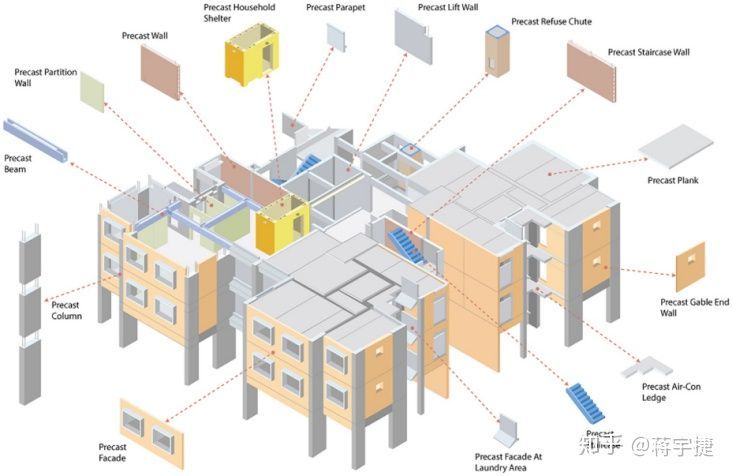 Precast Household
Shelter
Precast Parapet
Precast Lift Wall
Precast Refuse Chute
Precast Wall
Precast Staircase Wall
Precast Partition
Wall
Precast
Beam
Precast Plank
Precast Gable End
Wall
Precast
Column
Precast Air-Con
Ledge
Precast
Precast
Facade
Precast Facade At
Laundry Area
知乎 @蒋宇捷